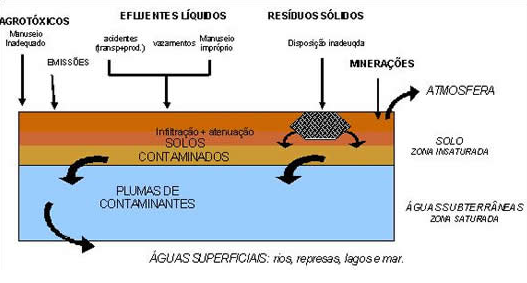 AGROTÓXICOS
Manuseio
Inadequado
EMISSÕES
EFLUENTES LÍQUIDOS
acidentes
(transp+prod.)
vazamentos
Manuseio
impróprio
RESÍDUOS SÓLIDOS
Disposição inadeuqda
MINERAÇÕES
ATMOSFERA
Infiltração + atenuação
SOLOS
CONTAMINADOS
SOLO
ZONA INSATURADA
PLUMAS DE
CONTAMINANTES
ÁGUAS SUBTERRÂNEAS
ZONA SATURADA
ÁGUAS SUPERFICIAIS: rios, represas, lagos e mar.